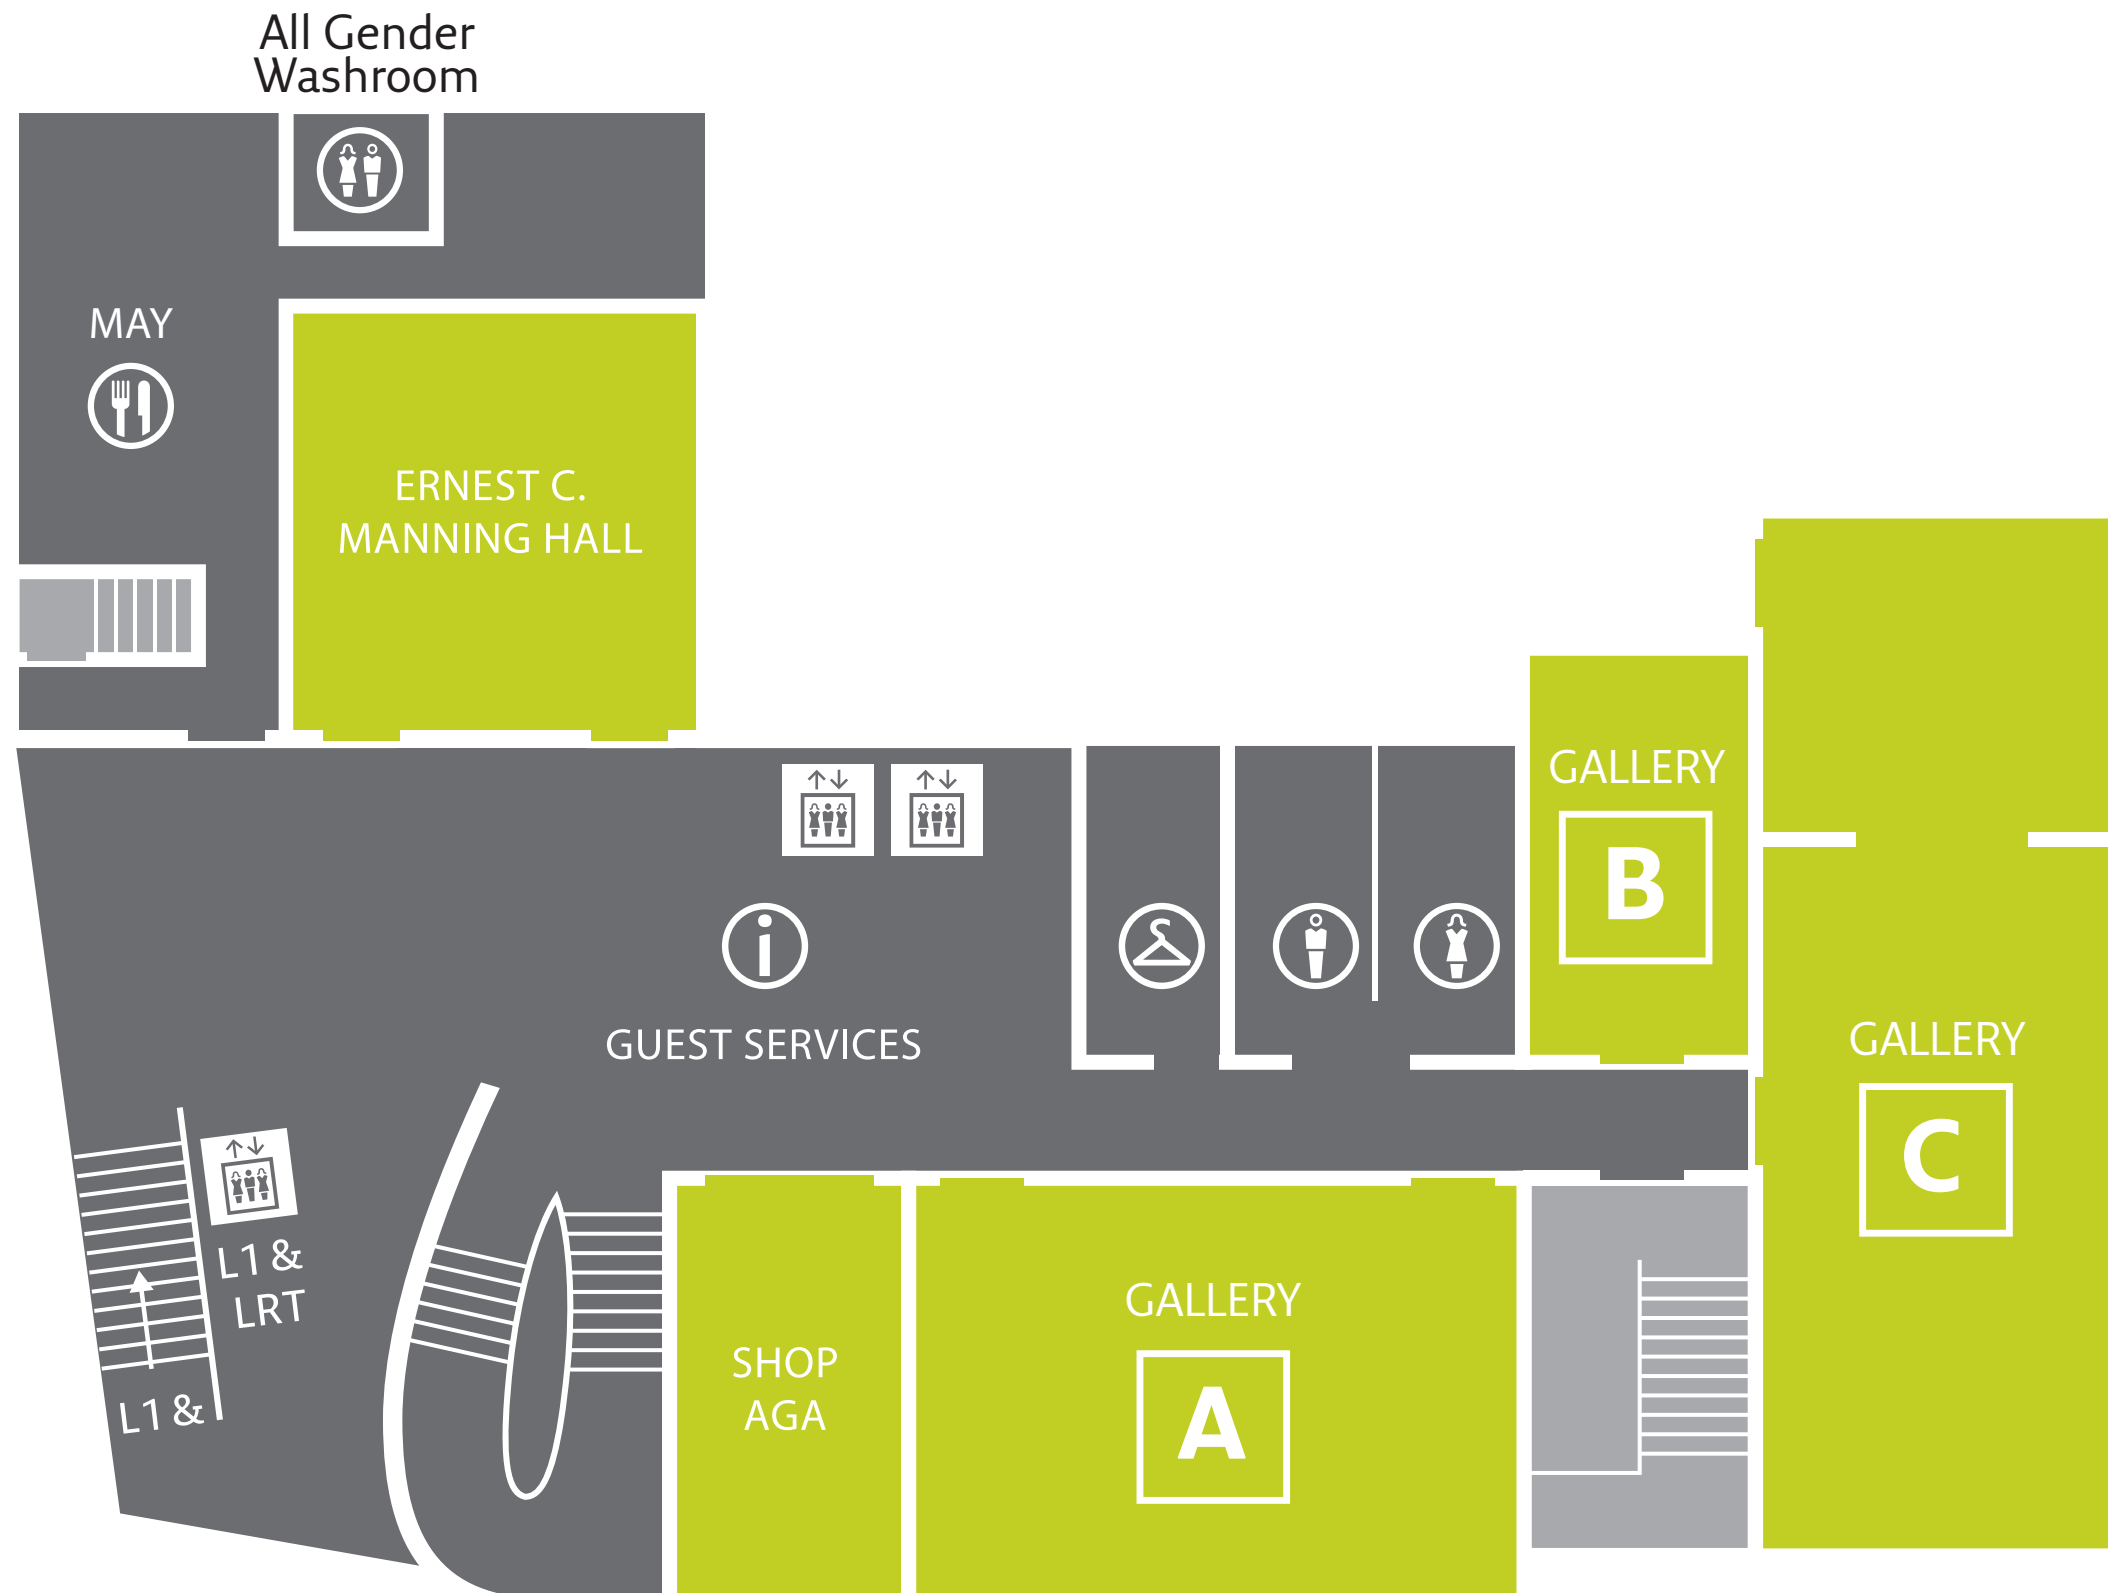 All Gender
Washroom
MAY
ERNEST C.
MANNING HALL
GALLERY
B
GUEST SERVICES
GALLERY
C
L1 &
LRT
L1 &
SHOP
AGA
GALLERY
A